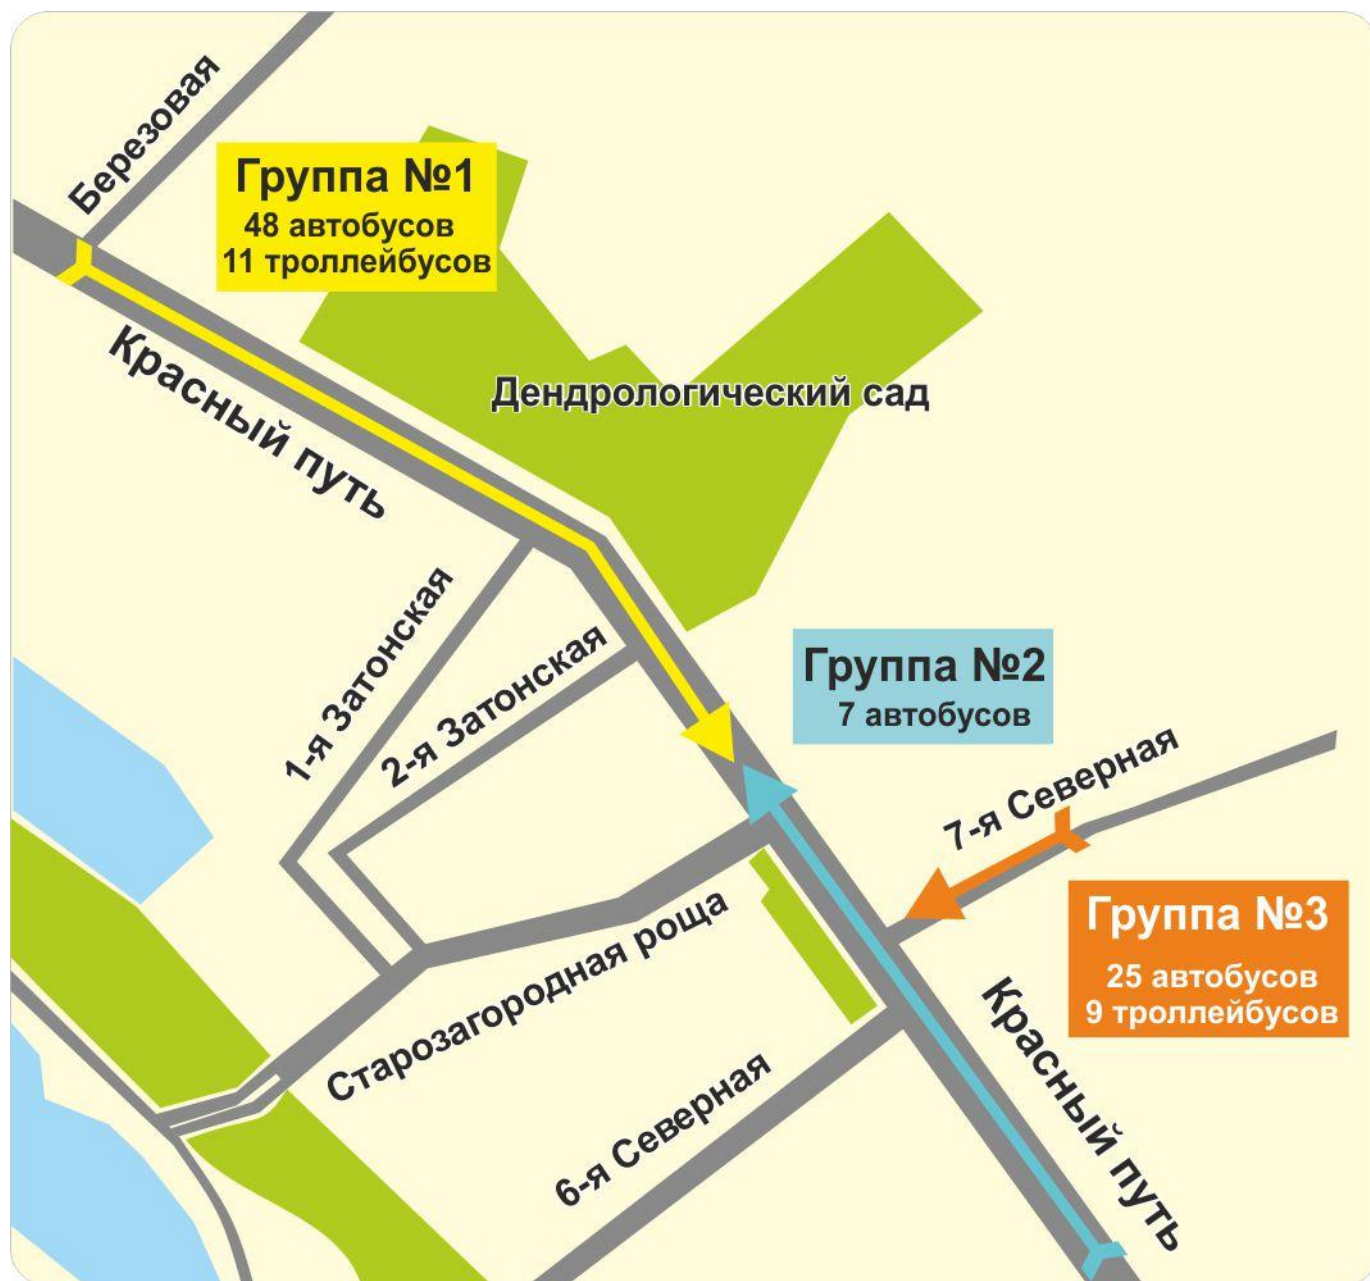 Березовая
Группа №1
48 автобусов
11 троллейбусов
Красный путь
Дендрологический сад
1-я Затонская
2-я Затонская
Группа №2
7 автобусов
7-я Северная
Группа №3
25 автобусов
9 троллейбусов
Старозагородная роща
Красный путь
6-я Северная